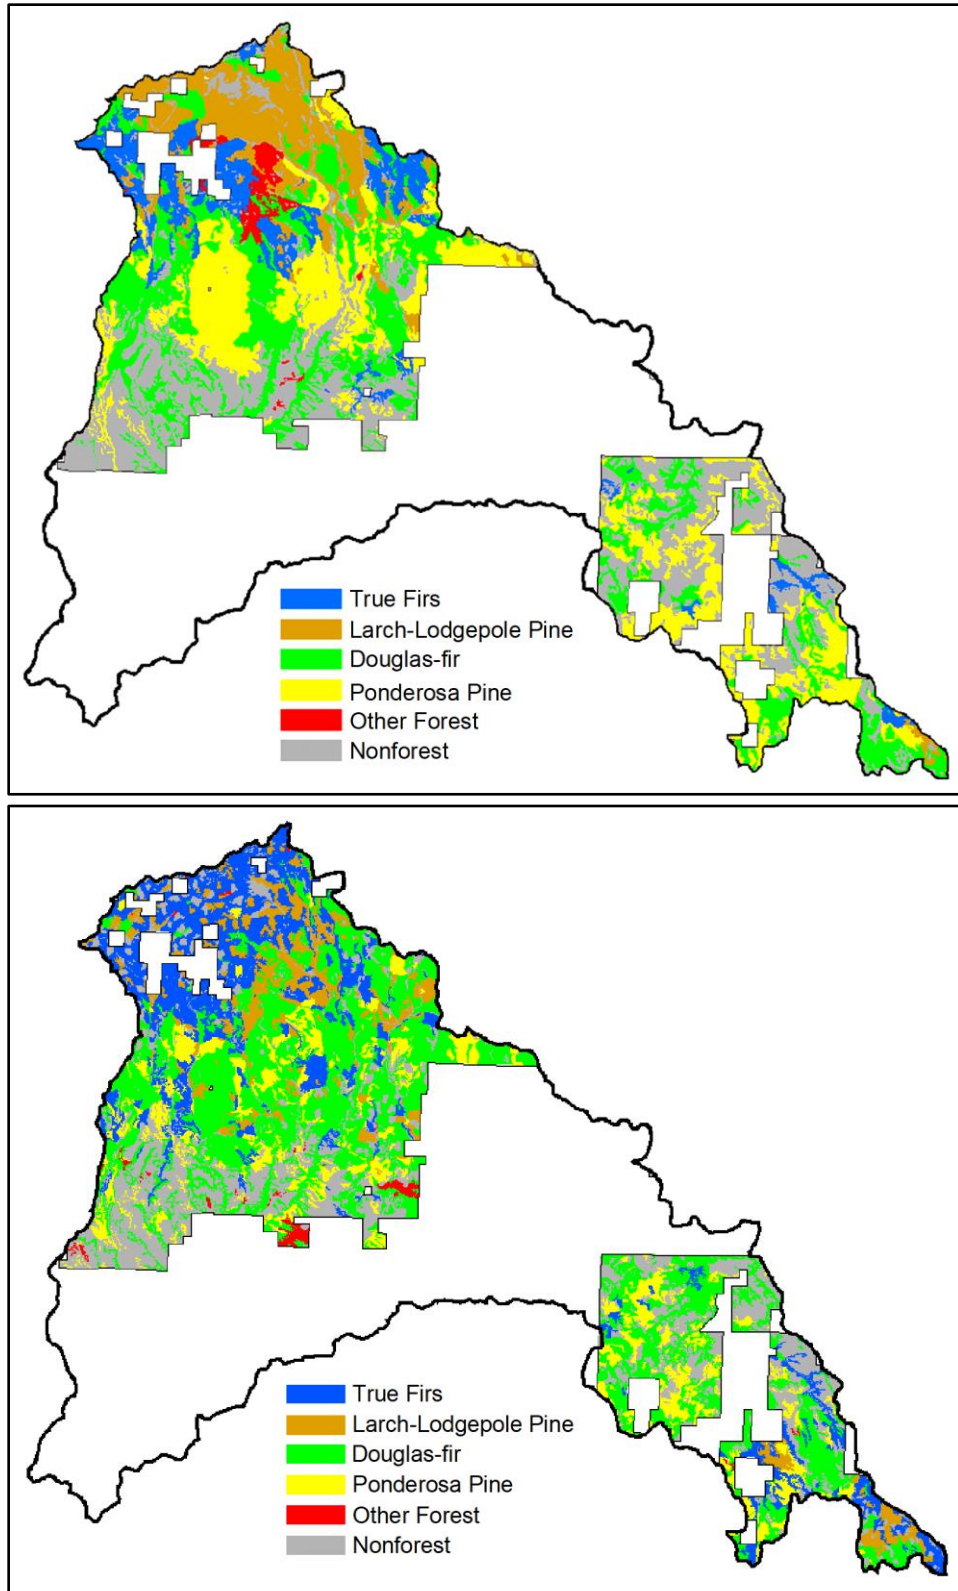 True Firs
Larch-Lodgepole Pine
Douglas-fir
Ponderosa Pine
Other Forest
Nonforest
True Firs
Larch-Lodgepole Pine
Douglas-fir
Ponderosa Pine
Other Forest
Nonforest